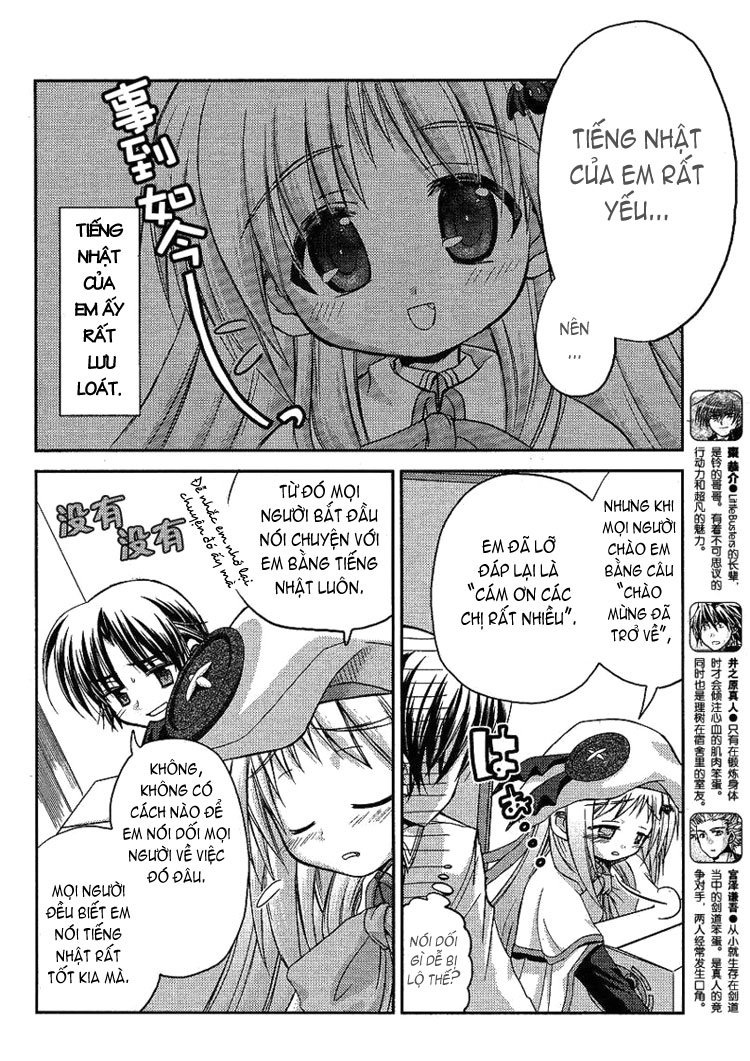 TIẾNG NHẬT
CỦA EM RẤT
YẾU...
NÊN
...
事到如今
TIẾNG
NHẬT
CỦA
EM ẤY
RẤT
LƯU
LOÁT.
NHƯNG KHI
MỌI NGƯỜI
CHÀO EM
BẰNG CÂU
“CHÀO
MỪNG ĐÃ
TRỞ VỀ”,
EM ĐÃ LỠ
ĐÁP LẠI LÀ
“CÁM ƠN CÁC
CHỊ RẤT NHIỀU”.
はぉ
NÓI DỐI
GÌ DỄ BỊ
LỘ THẾ?
TỪ ĐÓ MỌI
NGƯỜI BẮT ĐẦU
NÓI CHUYỆN VỚI
EM BẰNG TIẾNG
NHẬT LUÔN.
Để nhắc em nhớ lại
chuyện đó ấy mà
没有
没有
KHÔNG,
KHÔNG CÓ
CÁCH NÀO ĐỂ
EM NÓI DỐI MỌI
NGƯỜI VỀ VIỆC
ĐÓ ĐÂU.
MỌI NGƯỜI
ĐỀU BIẾT EM
NÓI TIẾNG
NHẬT RẤT
TỐT KIA MÀ.
枣 恭介●LittleBusters的长辈，
是铃的哥哥。有着不可思议的
行动力和超凡的魅力。
井之原真人●只有在锻炼身体
时才会倾注心血的肌肉笨蛋。
同时也是理树在宿舍里的室友。
宫泽谦吾●从小就生存在剑道
当中的剑道笨蛋。是真人的竞
争对手，两人经常发生口角。